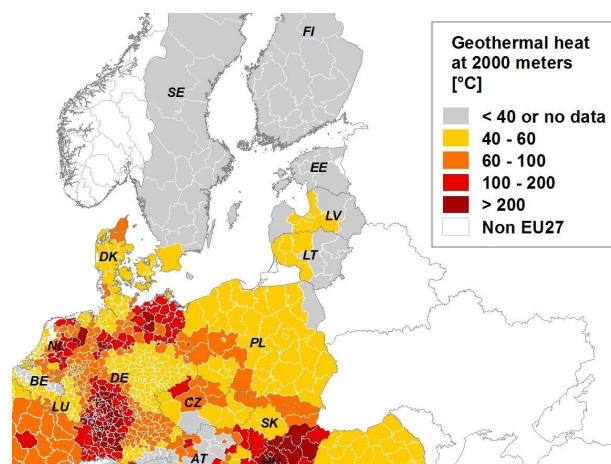 FI
SE
EE
LV
LT
DK
NL
PL
BE
DE
LU
CZ
SK
AT
HU
Geothermal heat
at 2000 meters
[°C]
< 40 or no data
40 - 60
60 - 100
100 - 200
> 200
Non EU27